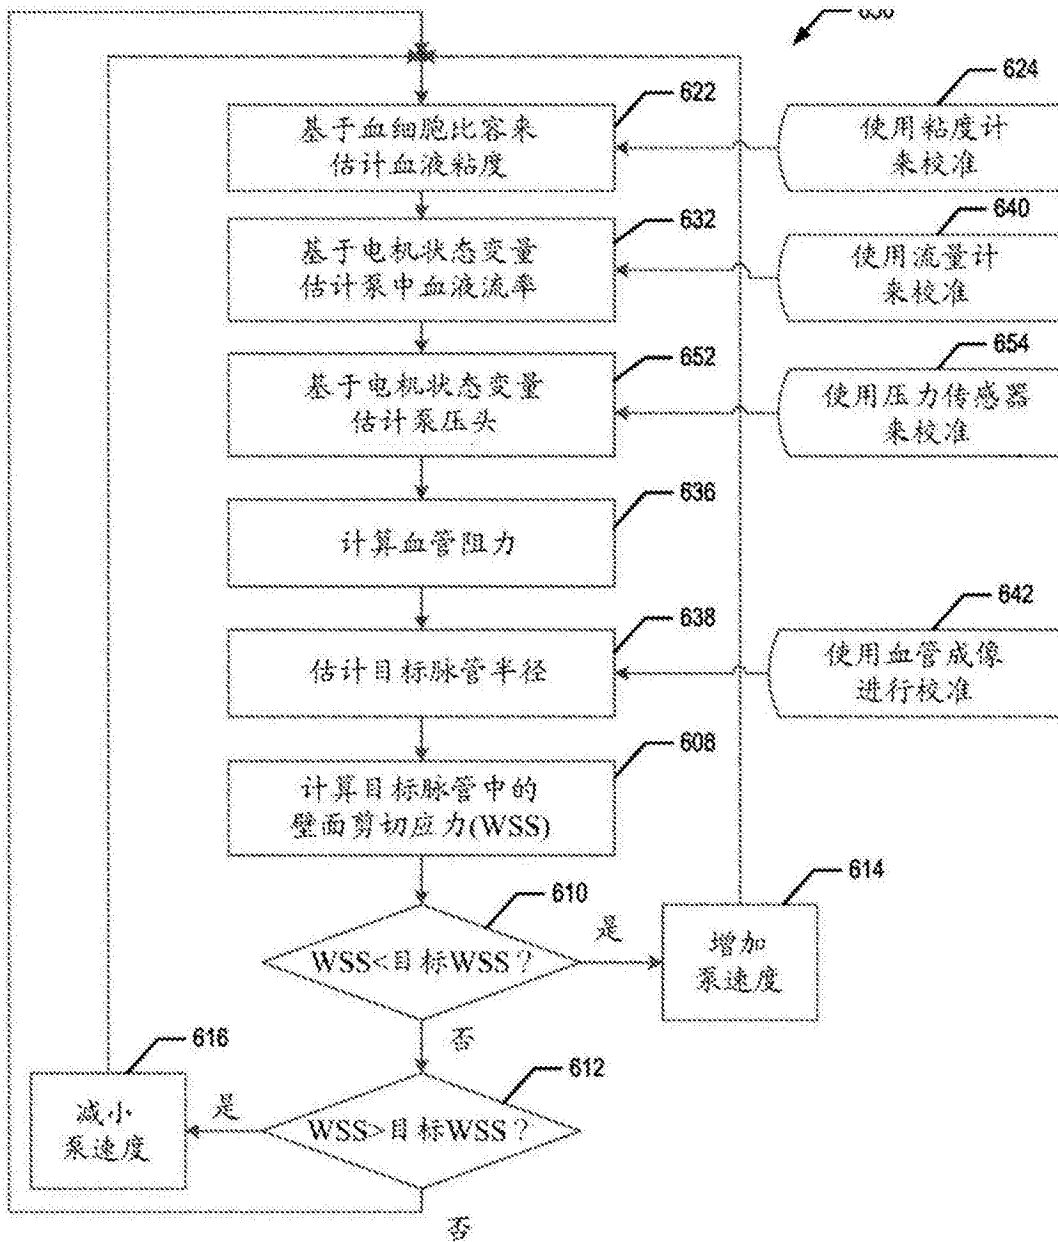 622
基于血细胞比容来
估计血液粘度
624
使用粘度计
来校准
632
基于电机状态变量
估计泵中血液流率
640
使用流量计
来校准
652
基于电机状态变量
估计泵压头
654
使用压力传感器
来校准
636
计算血管阻力
638
估计目标脉管半径
642
使用血管成像
进行校准
608
计算目标脉管中的
壁面剪切应力(WSS)
610
WSS<目标WSS？
是
614
增加
泵速度
否
616
减小
泵速度
是
612
WSS>目标WSS？
否